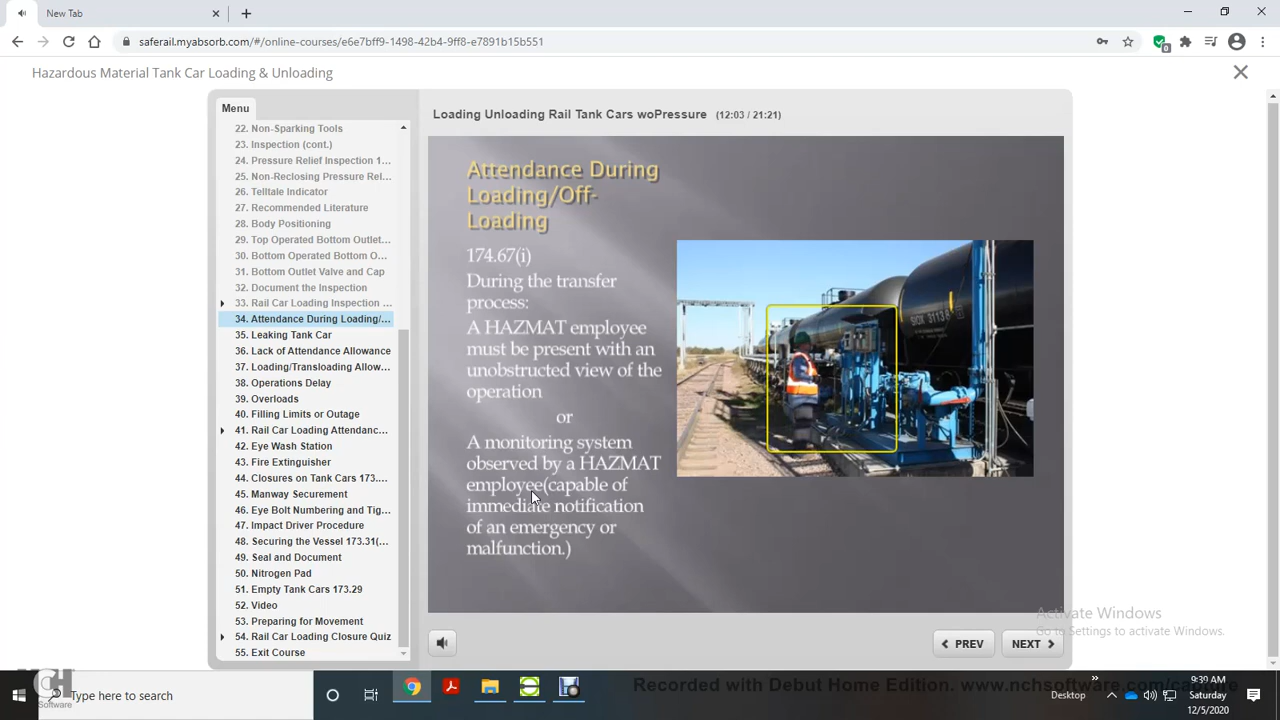 New Tab
saferail.myabsorb.com/#/online-courses/e6e7bff9-1498-42b4-9ff8-e7891b15b551
0
Hazardous Material Tank Car Loading & Unloading
Menu
22. Non-Sparking Tools
23. Inspection (cont.)
24. Pressure Relief Inspection 1...
25. Non-Reclosing Pressure Rel...
26. Telltale Indicator
27. Recommended Literature
28. Body Positioning
29. Top Operated Bottom Outlet...
30. Bottom Operated Bottom O...
31. Bottom Outlet Valve and Cap
32. Document the Inspection
33. Rail Car Loading Inspection ...
34. Attendance During Loading/...
35. Leaking Tank Car
36. Lack of Attendance Allowance
37. Loading/Transloading Allow...
38. Operations Delay
39. Overloads
40. Filling Limits or Outage
41. Rail Car Loading Attendanc...
42. Eye Wash Station
43. Fire Extinguisher
44. Closures on Tank Cars 173....
45. Manway Securement
46. Eye Bolt Numbering and Tig...
47. Impact Driver Procedure
48. Securing the Vessel 173.31(...
49. Seal and Document
50. Nitrogen Pad
51. Empty Tank Cars 173.29
52. Video
53. Preparing for Movement
54. Rail Car Loading Closure Quiz
55. Exit Course
Loading Unloading Rail Tank Cars woPressure (12:03 / 21:21)
Attendance During
Loading/Off-
Loading
174.67(i)
During the transfer
process:
A HAZMAT employee
must be present with an
unobstructed view of the
operation
or
A monitoring system
observed by a HAZMAT
employee(capable of
immediate notification
of an emergency or
malfunction.)
PREV
NEXT
Activate Windows
Go to Settings to activate Windows.
NCH
Software
Type here to search
Recorded with Debut Home Edition. www.nchsoftware.com/capture
Desktop
9:39 AM
Saturday
12/5/2020